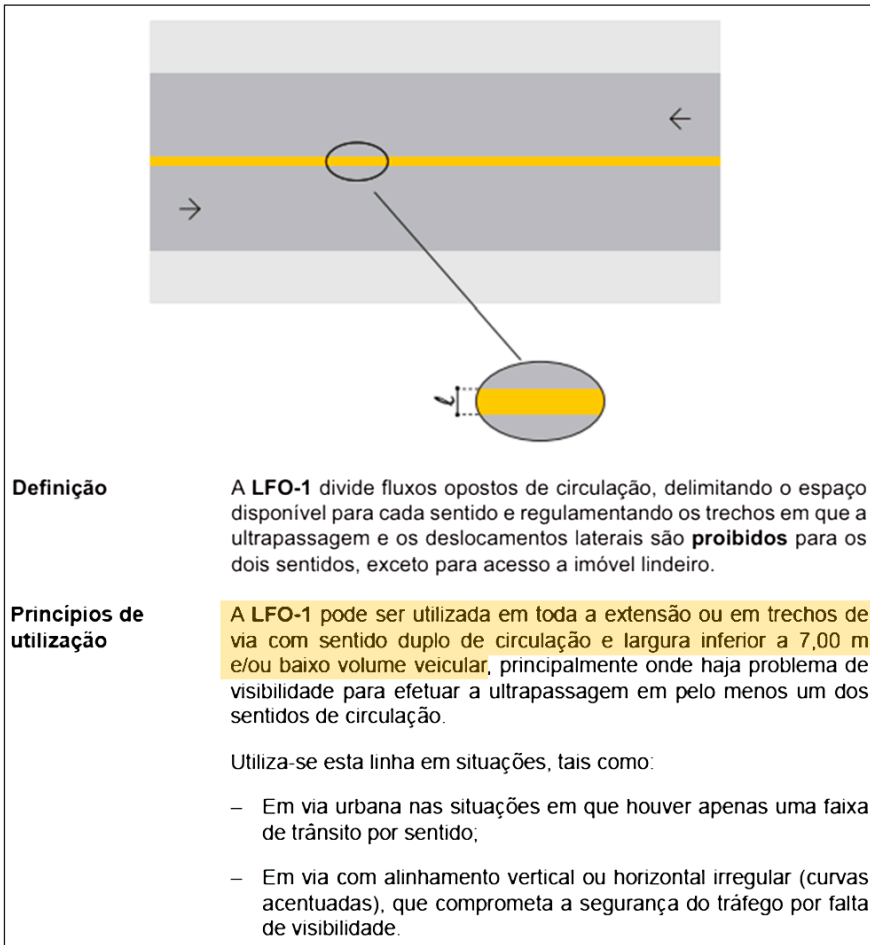 ℓ
Definição
A LFO-1 divide fluxos opostos de circulação, delimitando o espaço
disponível para cada sentido e regulamentando os trechos em que a
ultrapassagem e os deslocamentos laterais são proibidos para os
dois sentidos, exceto para acesso a imóvel lindeiro.
Princípios de
utilização
A LFO-1 pode ser utilizada em toda a extensão ou em trechos de
via com sentido duplo de circulação e largura inferior a 7,00 m
e/ou baixo volume veicular, principalmente onde haja problema de
visibilidade para efetuar a ultrapassagem em pelo menos um dos
sentidos de circulação.
Utiliza-se esta linha em situações, tais como:
– Em via urbana nas situações em que houver apenas uma faixa
de trânsito por sentido;
– Em via com alinhamento vertical ou horizontal irregular (curvas
acentuadas), que comprometa a segurança do tráfego por falta
de visibilidade.